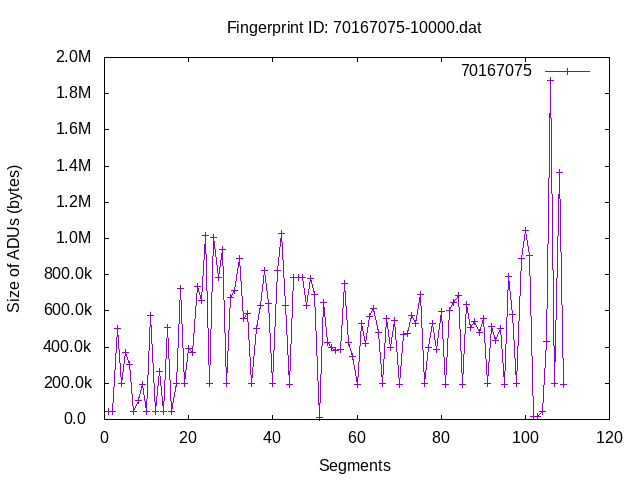 Fingerprint ID: 70167075-10000.dat
70167075
2.0M
1.8M
1.6M
1.4M
1.2M
1.0M
800.0k
600.0k
400.0k
200.0k
0.0
Size of ADUs (bytes)
0 20 40 60 80 100 120
Segments